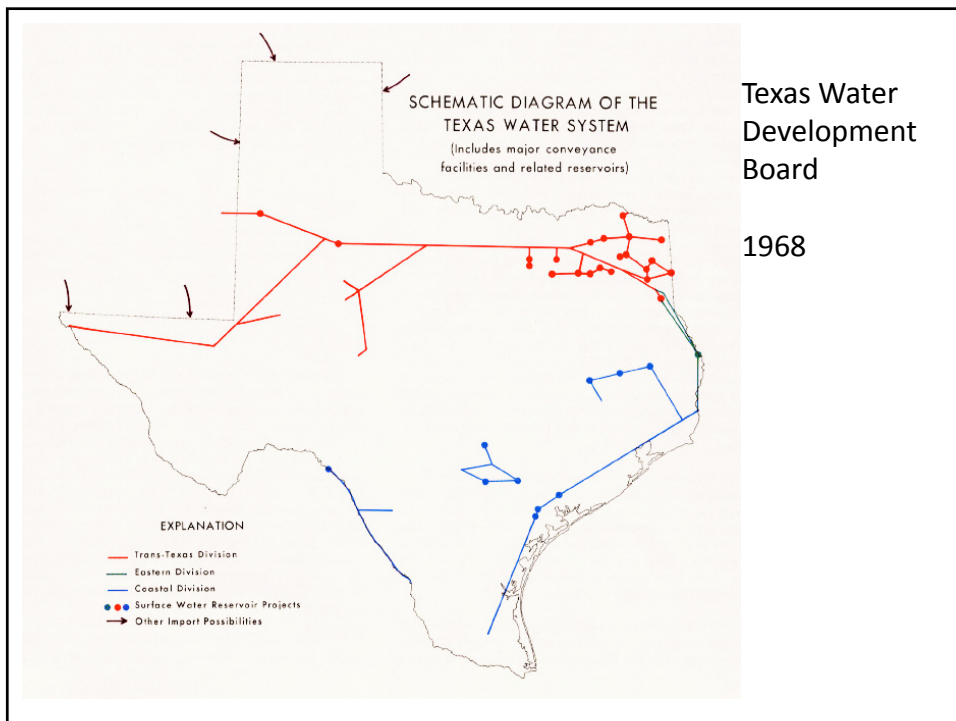 SCHEMATIC DIAGRAM OF THE
TEXAS WATER SYSTEM
(Includes major conveyance
facilities and related reservoirs)
Texas Water
Development
Board
1968
EXPLANATION
Trans-Texas Division
Eastern Division
Coastal Division
Surface Water Reservoir Projects
Other Import Possibilities